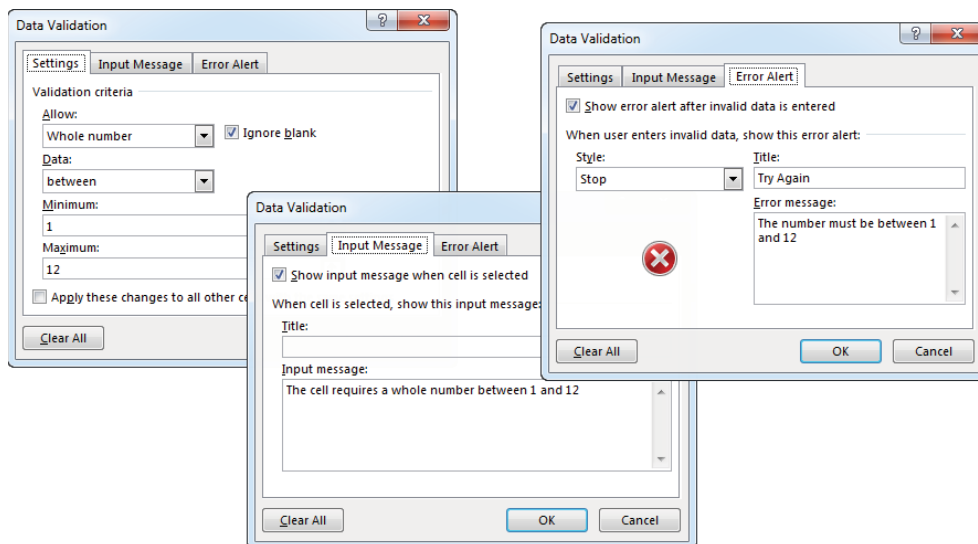 Data Validation
?
Settings Input Message Error Alert
Validation criteria
Allow:
Whole number Ignore blank
Data:
between
Minimum:
1
Maximum:
12
Apply these changes to all other ce
Clear All
Data Validation
Settings Input Message Error Alert
Show input message when cell is selected
When cell is selected, show this input message:
Title:
Input message:
The cell requires a whole number between 1 and 12
Clear All OK Cancel
Data Validation
?
Settings Input Message Error Alert
Show error alert after invalid data is entered
When user enters invalid data, show this error alert:
Style: Title:
Stop Try Again
Error message:
The number must be between 1
and 12
Clear All OK Cancel